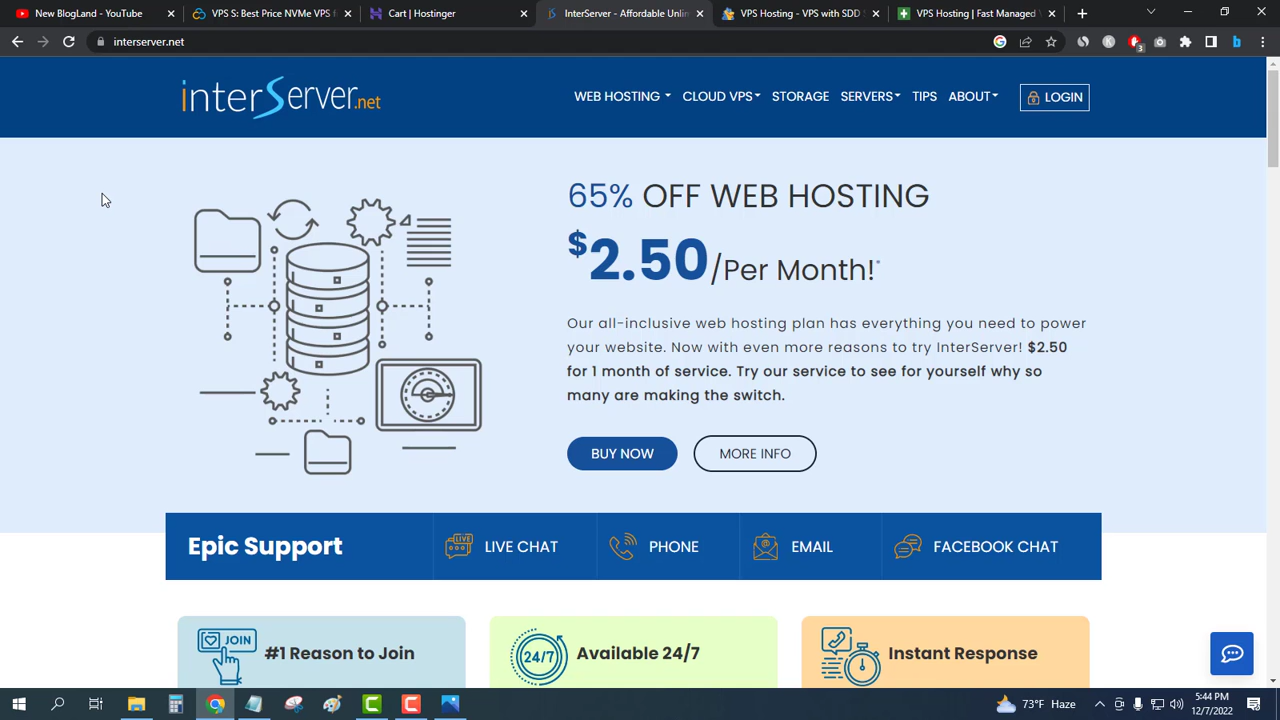 New BlogLand - YouTube
VPS S: Best Price NVMe VPS f
Cart | Hostinger
InterServer - Affordable Unli
VPS Hosting - VPS with SDD
VPS Hosting | Fast Managed
interserver.net
3
interServer.net
WEB HOSTING
CLOUD VPS
STORAGE
SERVERS
TIPS
ABOUT
LOGIN
65% OFF WEB HOSTING
$2.50/Per Month!*
Our all-inclusive web hosting plan has everything you need to power
your website. Now with even more reasons to try InterServer! $2.50
for 1 month of service. Try our service to see for yourself why so
many are making the switch.
BUY NOW
MORE INFO
Epic Support
LIVE
LIVE CHAT
PHONE
EMAIL
FACEBOOK CHAT
JOIN
#1 Reason to Join
24/7
Available 24/7
Instant Response
73°F Haze
5:44 PM
12/7/2022